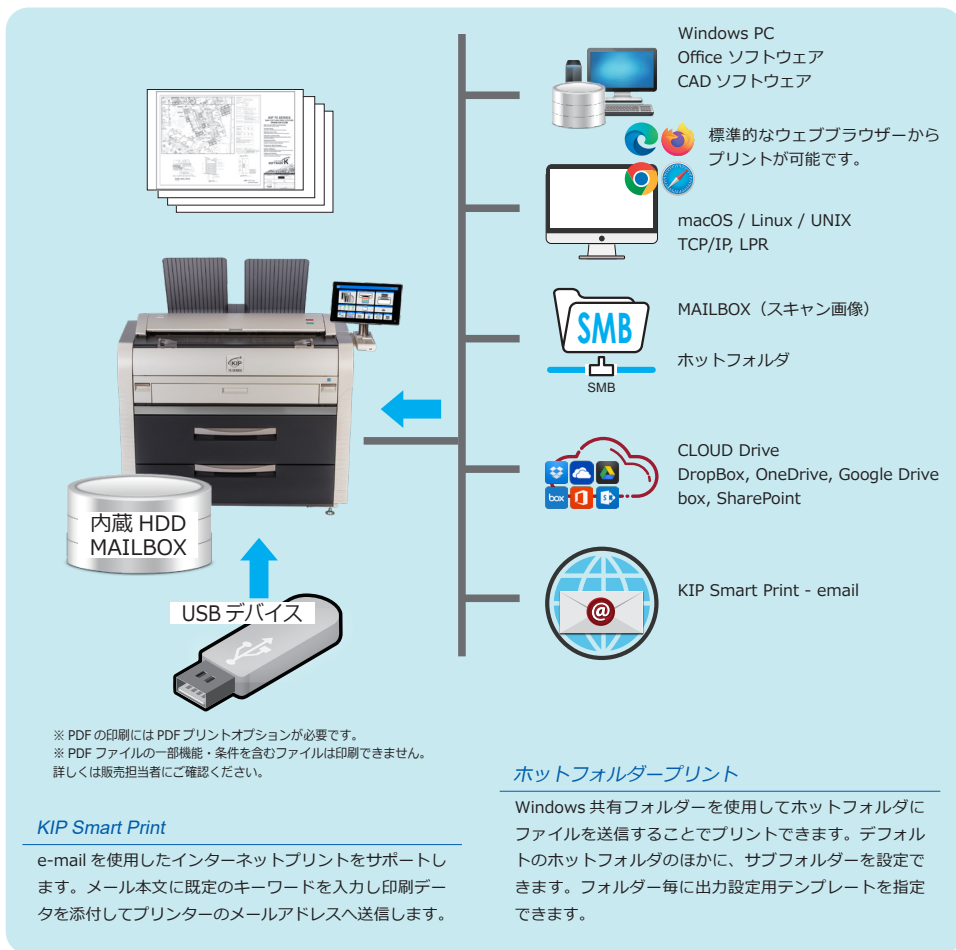 Windows PC
Office ソフトウェア
CAD ソフトウェア
標準的なウェブブラウザーから
プリントが可能です。
macOS / Linux / UNIX
TCP/IP, LPR
SMB
MAILBOX（スキャン画像）
ホットフォルダ
SMB
CLOUD Drive
DropBox, OneDrive, Google Drive
box, SharePoint
box
KIP Smart Print - email
@
KIP
内蔵 HDD
MAILBOX
USB デバイス
※ PDF の印刷には PDF プリントオプションが必要です。
※ PDF ファイルの一部機能・条件を含むファイルは印刷できません。
詳しくは販売担当者にご確認ください。
KIP Smart Print
e-mail を使用したインターネットプリントをサポートし
ます。メール本文に既定のキーワードを入力し印刷デー
タを添付してプリンターのメールアドレスへ送信します。
ホットフォルダープリント
Windows 共有フォルダーを使用してホットフォルダに
ファイルを送信することでプリントできます。デフォル
トのホットフォルダのほかに、サブフォルダーを設定で
きます。フォルダー毎に出力設定用テンプレートを指定
できます。